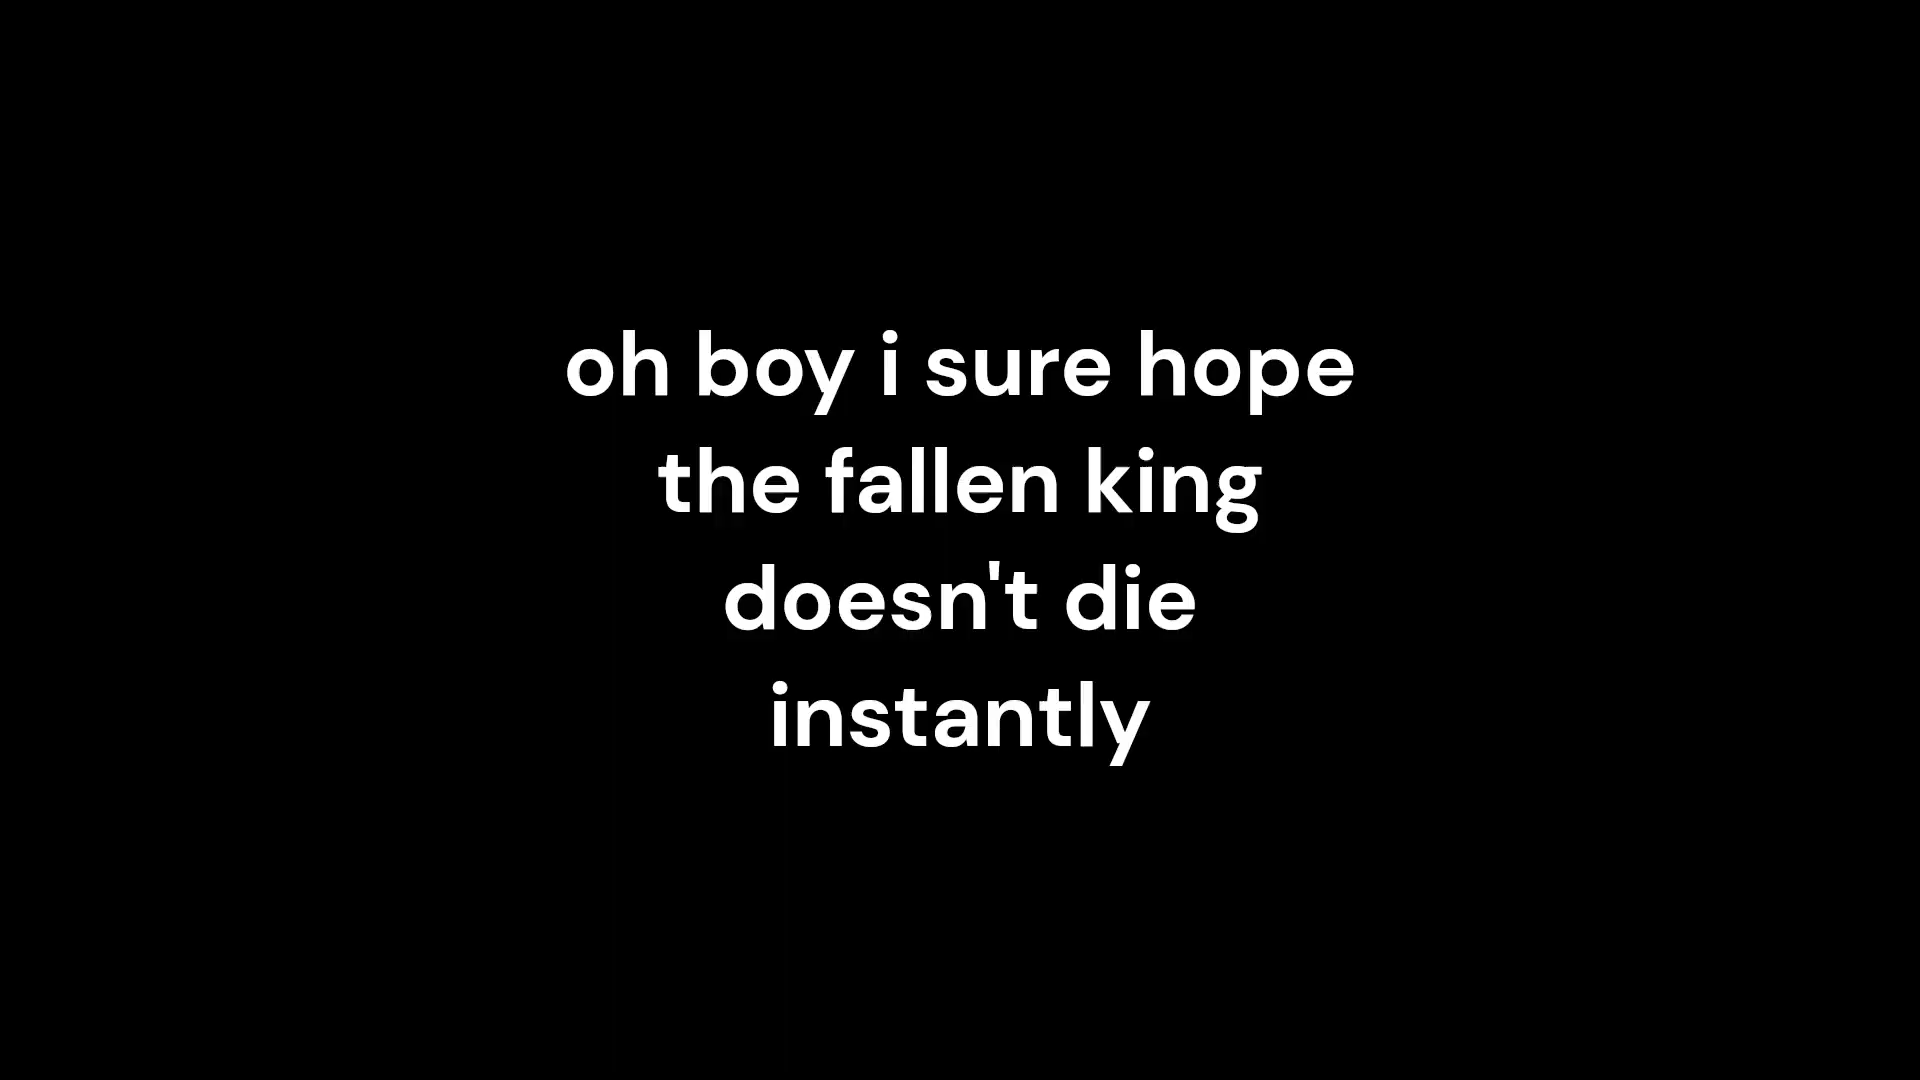 oh boy i sure hope
the fallen king
doesn't die
instantly